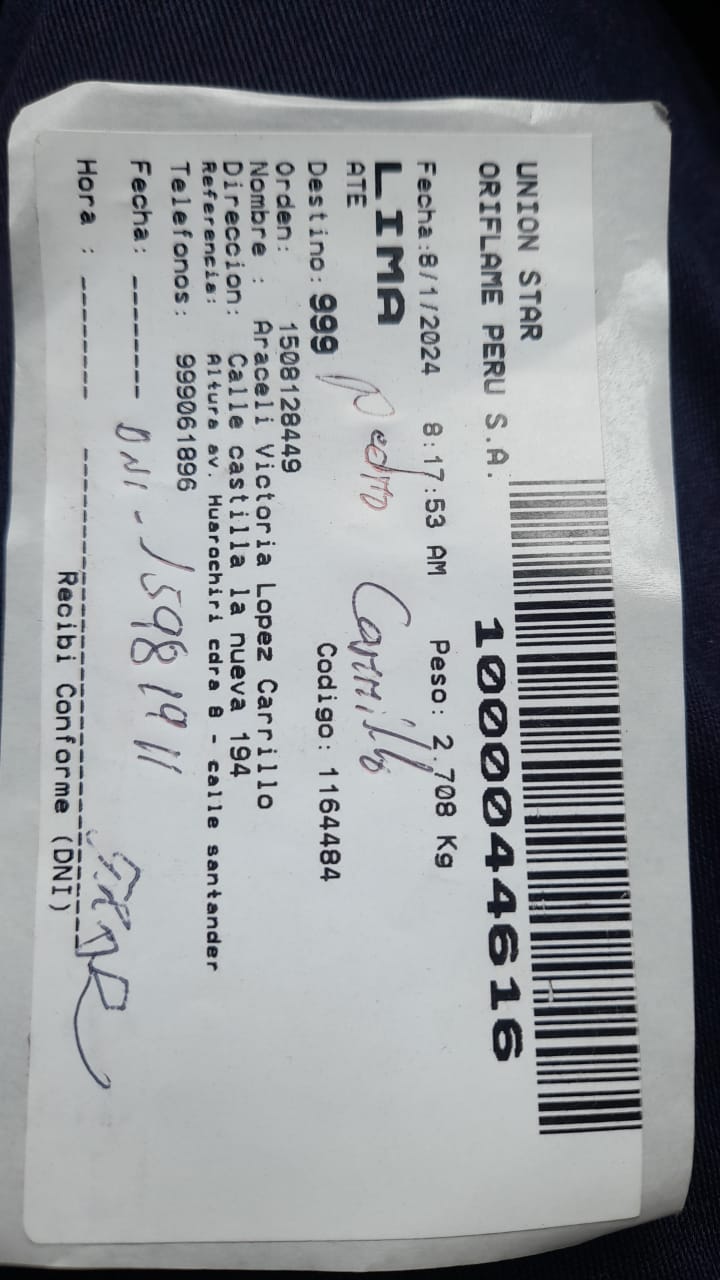 UNION STAR
ORIFLAME PERU S.A. 10000044616
Fecha:8/1/2024 8:17:53 AM Peso: 2.708 Kg
LIMA
ATE
Pedro Carrillo
Destino: 999 Codigo: 1164484
Orden: 1508128449
Nombre : Araceli Victoria Lopez Carrillo
Direccion: Calle castilla la nueva 194
Referencia: Altura av. Huarochiri cdra 8 - calle santander
Telefonos: 999061896
Fecha: -------- DNI - 15981911
Hora : --------
Recibi Conforme (DNI)